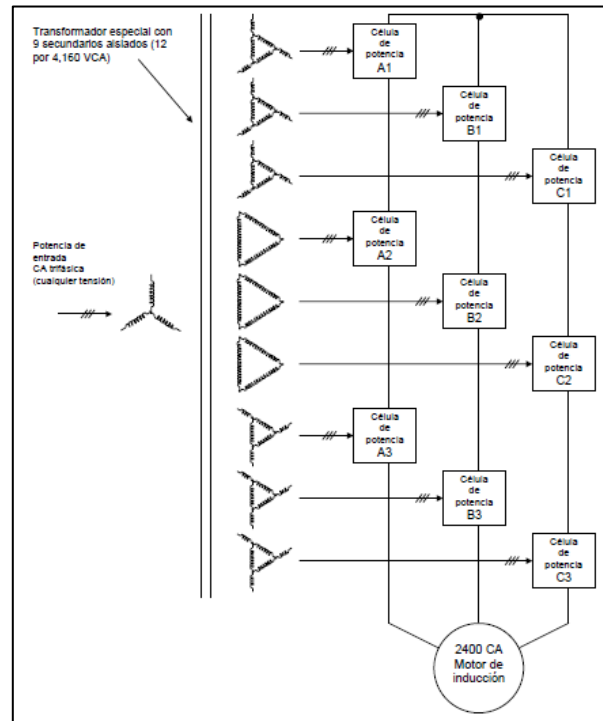 Transformador especial con
9 secundarios aislados (12
por 4,160 VCA)
Célula
de
potencia
A1
Célula
de
potencia
B1
Célula
de
potencia
C1
Potencia de
entrada
CA trifásica
(cualquier tensión)
Célula
de
potencia
A2
Célula
de
potencia
B2
Célula
de
potencia
C2
Célula
de
potencia
A3
Célula
de
potencia
B3
Célula
de
potencia
C3
2400 CA
Motor de
inducción